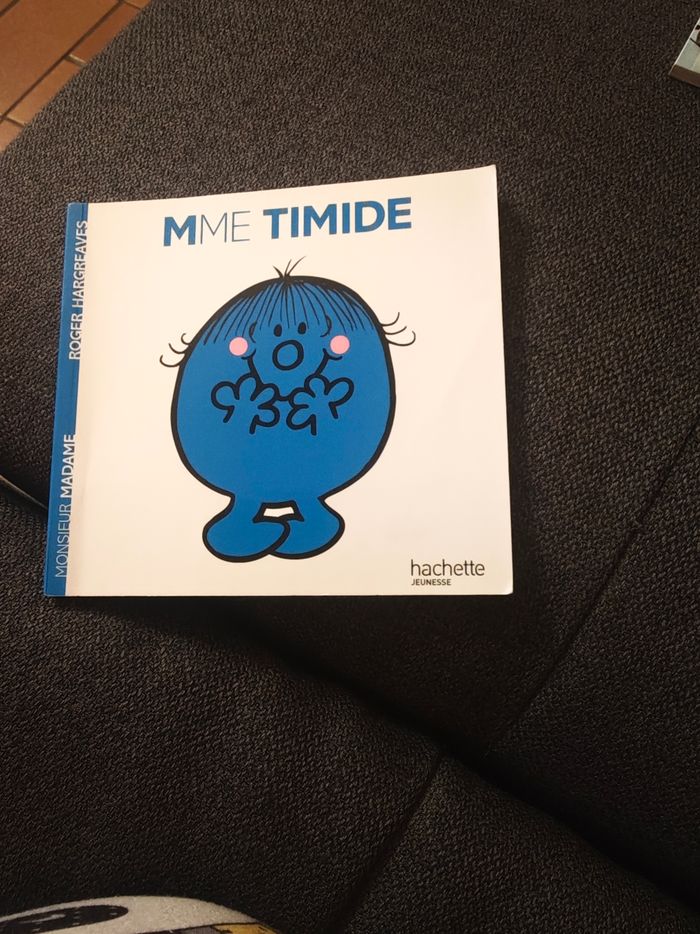 MME TIMIDE
ROGER HARGREAVES
MONSIEUR MADAME
hachette
JEUNESSE